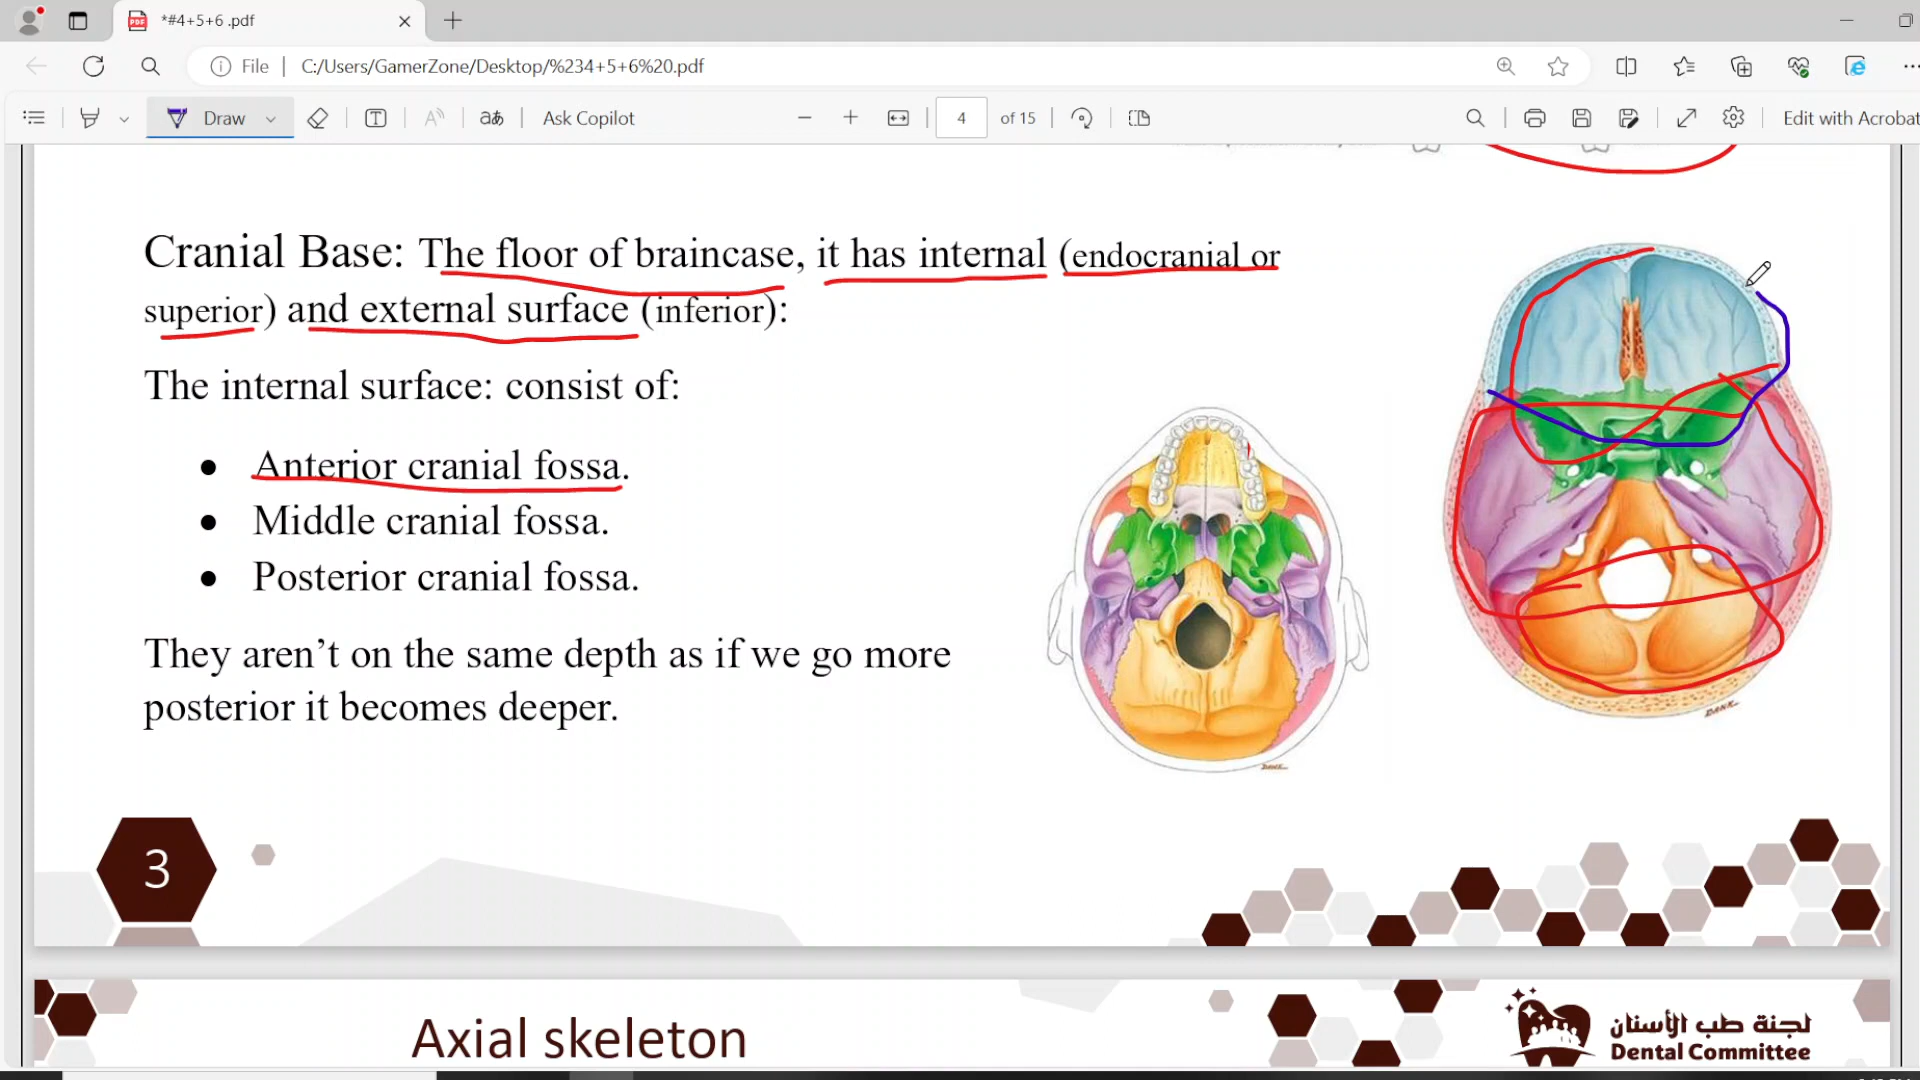 *#4+5+6 .pdf
File
C:/Users/GamerZone/Desktop/%234+5+6%20.pdf
Draw
Ask Copilot
4
of 15
Edit with Acrobat
Cranial Base: The floor of braincase, it has internal (endocranial or
superior) and external surface (inferior):
The internal surface: consist of:
• Anterior cranial fossa.
• Middle cranial fossa.
• Posterior cranial fossa.
They aren’t on the same depth as if we go more
posterior it becomes deeper.
3
Axial skeleton
لجنة طب الأسنان
Dental Committee